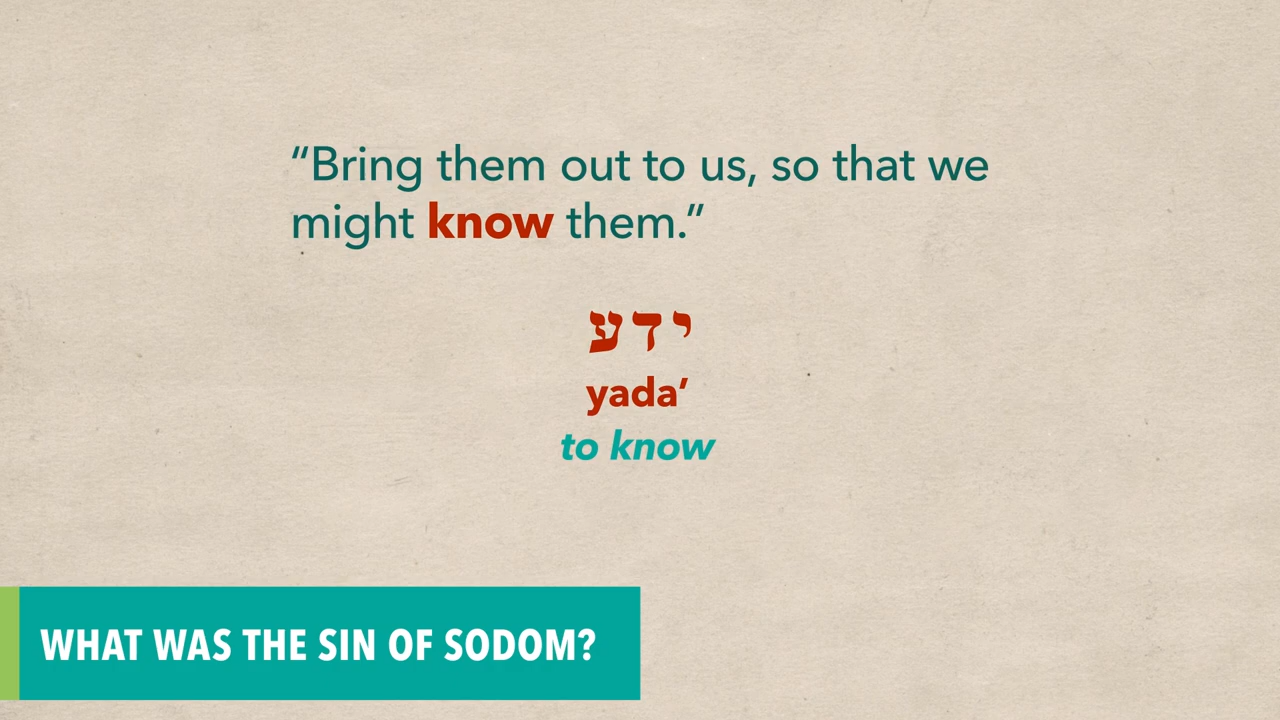 “Bring them out to us, so that we
might know them.”
ידע
yada’
to know
WHAT WAS THE SIN OF SODOM?